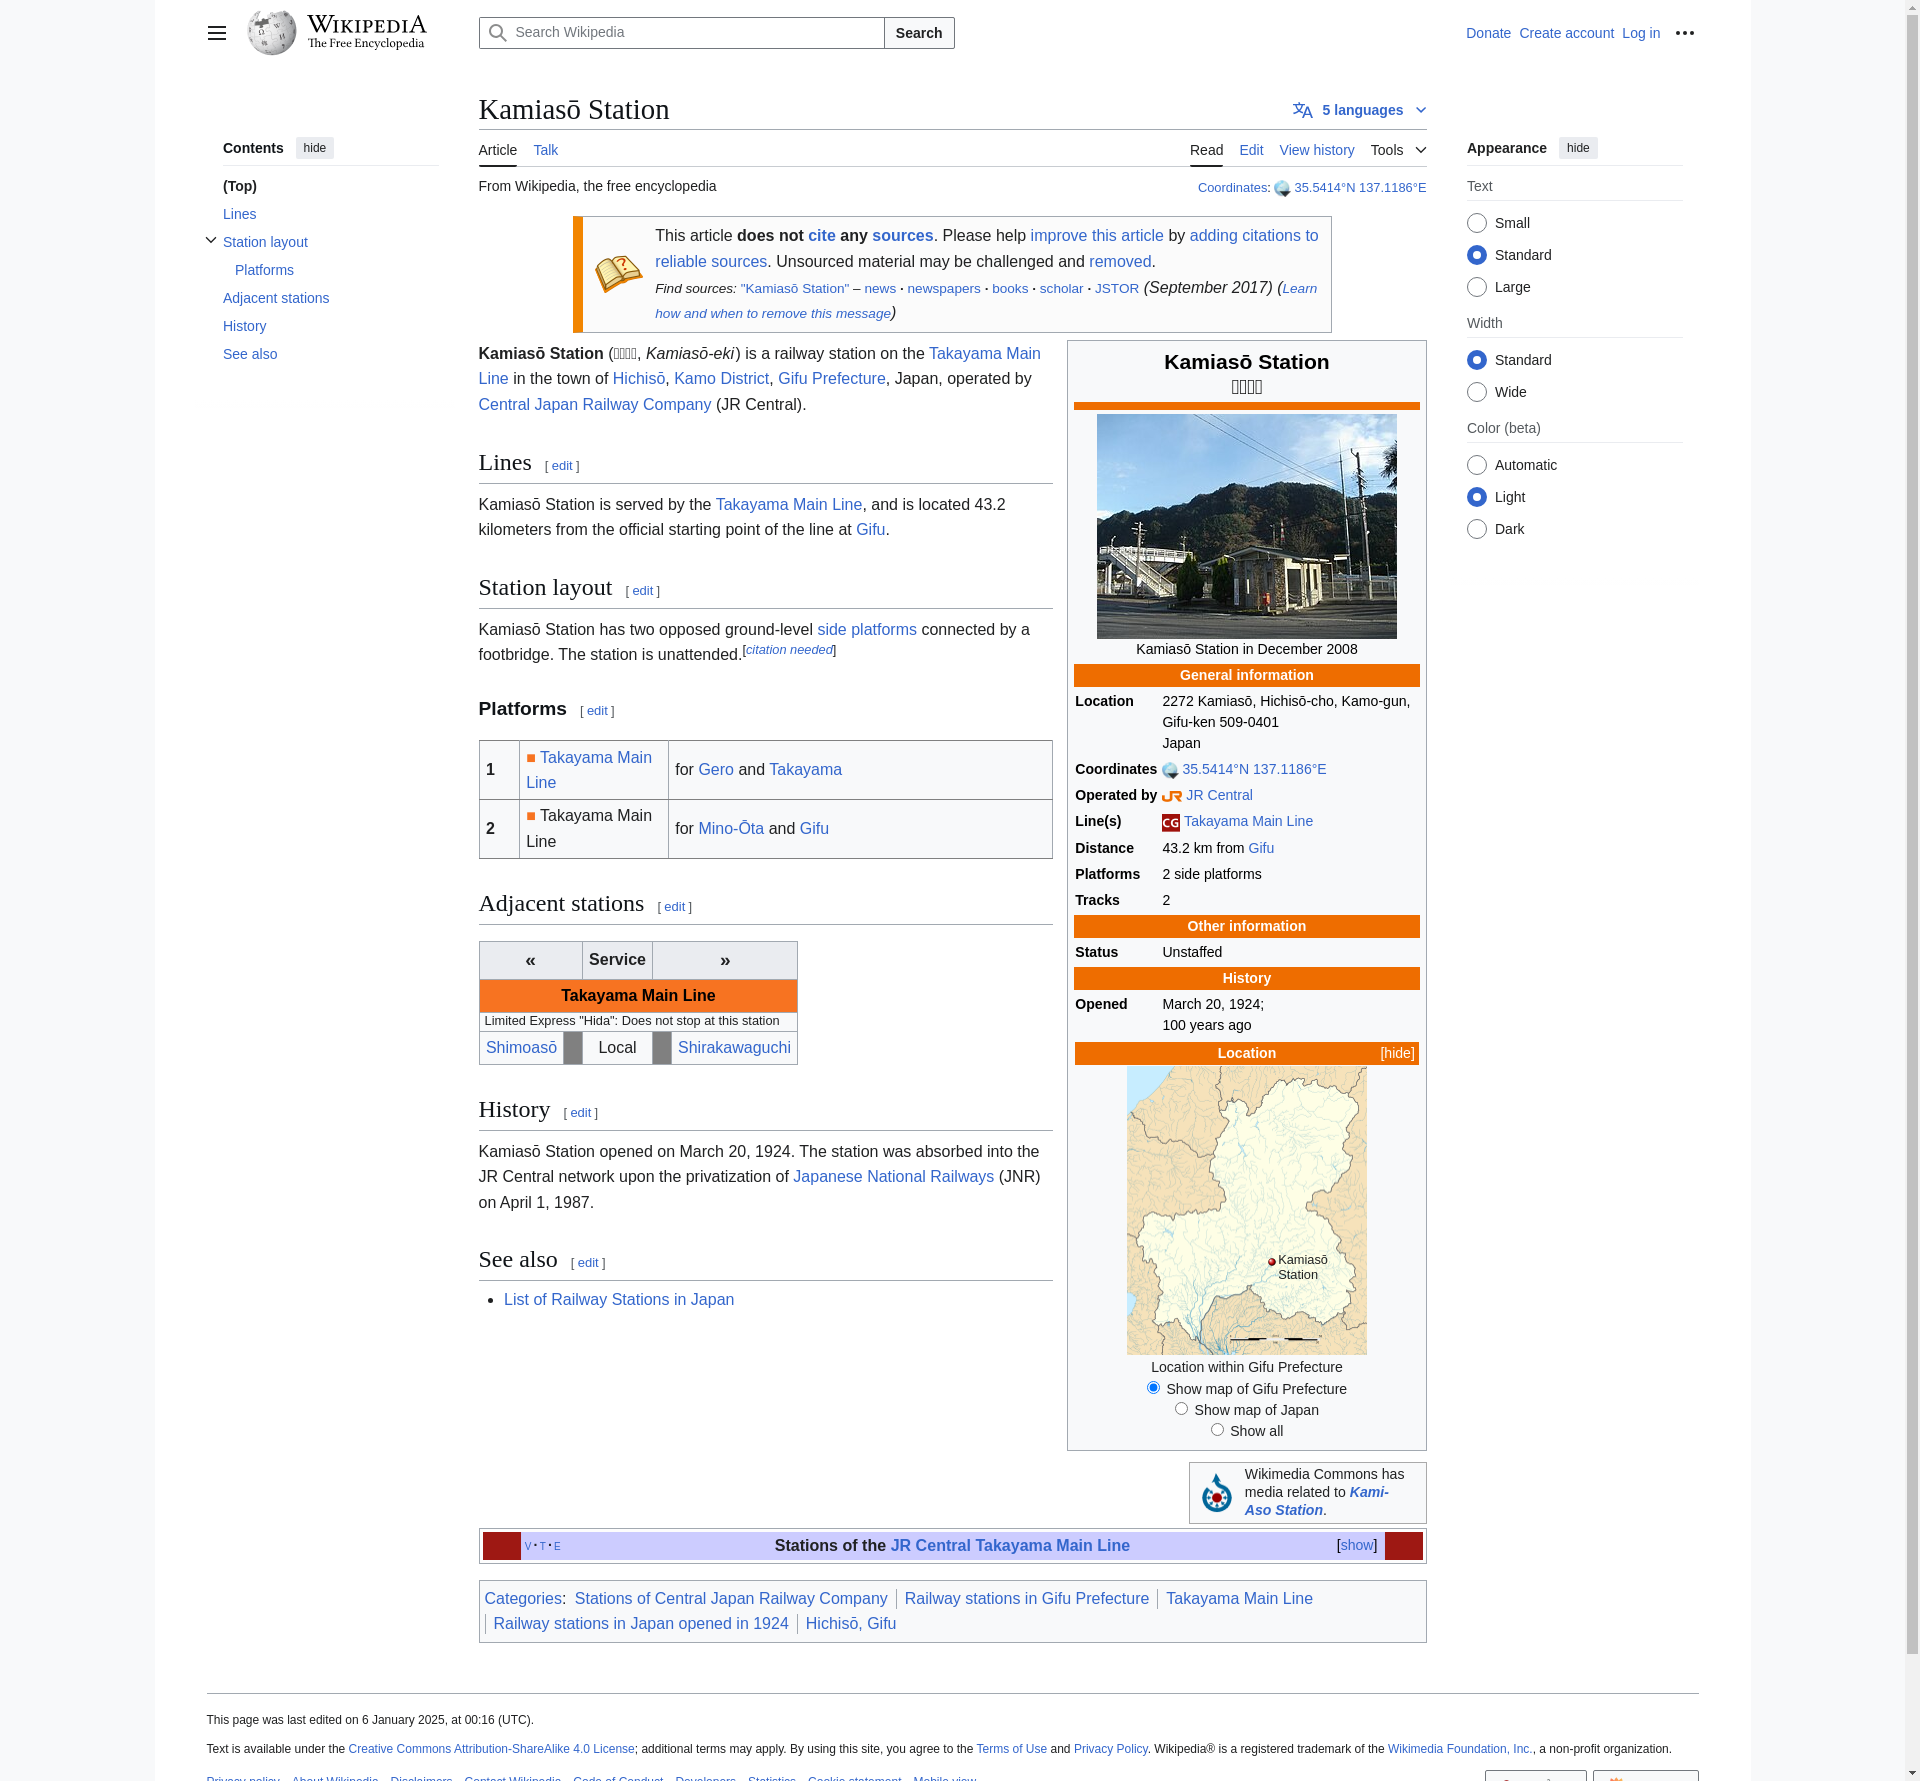 WIKIPEDIA
The Free Encyclopedia
Search Wikipedia
Search
Donate Create account Log in
Kamiasō Station
5 languages
Contents hide
(Top)
Lines
Station layout
Platforms
Adjacent stations
History
See also
Article Talk
Read Edit View history Tools
From Wikipedia, the free encyclopedia
Coordinates: 35.5414°N 137.1186°E
Appearance hide
Text
Small
Standard
Large
Width
Standard
Wide
Color (beta)
Automatic
Light
Dark
This article does not cite any sources. Please help improve this article by adding citations to
reliable sources. Unsourced material may be challenged and removed.
Find sources: "Kamiasō Station" – news · newspapers · books · scholar · JSTOR (September 2017) (Learn
how and when to remove this message)
Kamiasō Station (, Kamiasō-eki) is a railway station on the Takayama Main
Line in the town of Hichisō, Kamo District, Gifu Prefecture, Japan, operated by
Central Japan Railway Company (JR Central).
Lines [ edit ]
Kamiasō Station is served by the Takayama Main Line, and is located 43.2
kilometers from the official starting point of the line at Gifu.
Station layout [ edit ]
Kamiasō Station has two opposed ground-level side platforms connected by a
footbridge. The station is unattended.[citation needed]
Platforms [ edit ]
1 ■ Takayama Main
Line
for Gero and Takayama
2 ■ Takayama Main
Line
for Mino-Ōta and Gifu
Adjacent stations [ edit ]
« Service »
Takayama Main Line
Limited Express "Hida": Does not stop at this station
Shimoasō Local Shirakawaguchi
History [ edit ]
Kamiasō Station opened on March 20, 1924. The station was absorbed into the
JR Central network upon the privatization of Japanese National Railways (JNR)
on April 1, 1987.
See also [ edit ]
• List of Railway Stations in Japan
Kamiasō Station
Kamiasō Station in December 2008
General information
Location 2272 Kamiasō, Hichisō-cho, Kamo-gun,
Gifu-ken 509-0401
Japan
Coordinates 35.5414°N 137.1186°E
Operated by JR JR Central
Line(s) CG Takayama Main Line
Distance 43.2 km from Gifu
Platforms 2 side platforms
Tracks 2
Other information
Status Unstaffed
History
Opened March 20, 1924;
100 years ago
Location [hide]
Kamiasō
Station
Location within Gifu Prefecture
Show map of Gifu Prefecture
Show map of Japan
Show all
Wikimedia Commons has
media related to Kami-
Aso Station.
V · T · E Stations of the JR Central Takayama Main Line [show]
Categories: Stations of Central Japan Railway Company | Railway stations in Gifu Prefecture | Takayama Main Line
| Railway stations in Japan opened in 1924 | Hichisō, Gifu
This page was last edited on 6 January 2025, at 00:16 (UTC).
Text is available under the Creative Commons Attribution-ShareAlike 4.0 License; additional terms may apply. By using this site, you agree to the Terms of Use and Privacy Policy. Wikipedia® is a registered trademark of the Wikimedia Foundation, Inc., a non-profit organization.
Privacy policy About Wikipedia Disclaimers Contact Wikipedia Code of Conduct Developers Statistics Cookie statement Mobile view